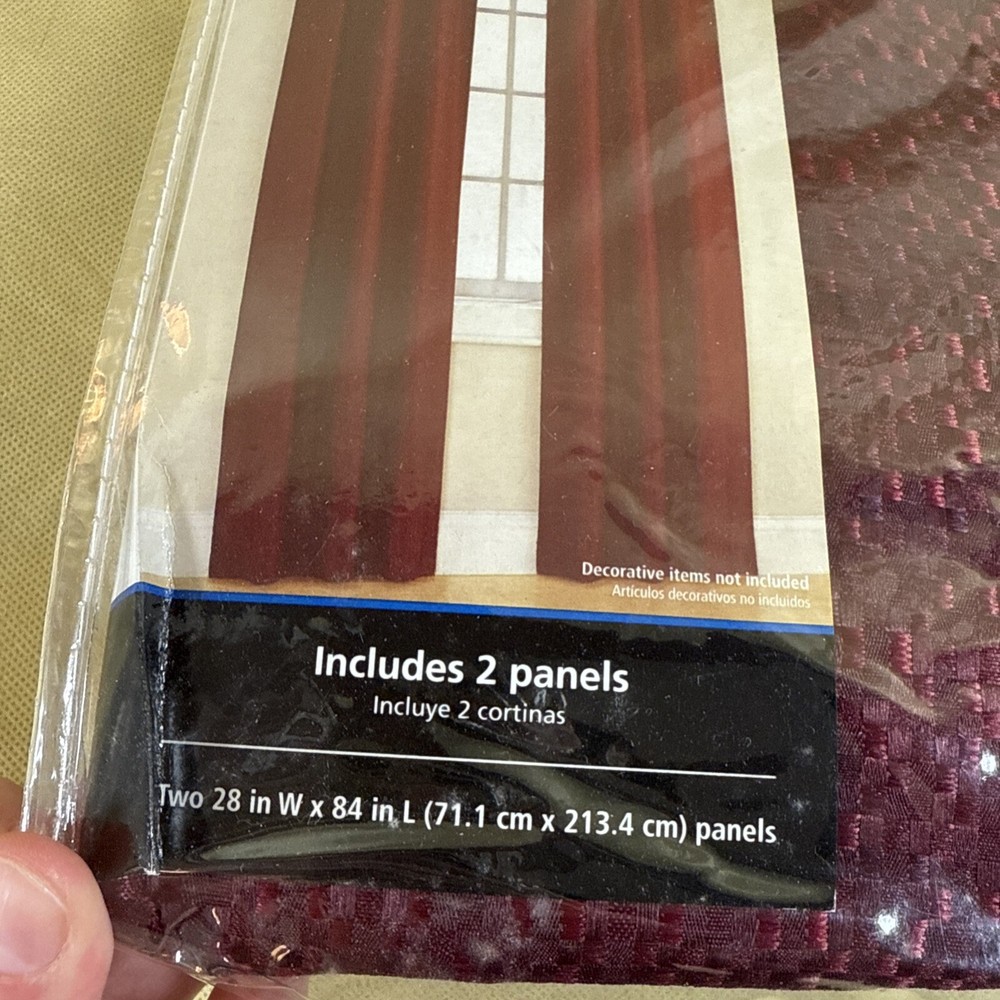 Decorative items not included
Artículos decorativos no incluidos
Includes 2 panels
Incluye 2 cortinas
Two 28 in W x 84 in L (71.1 cm x 213.4 cm) panels